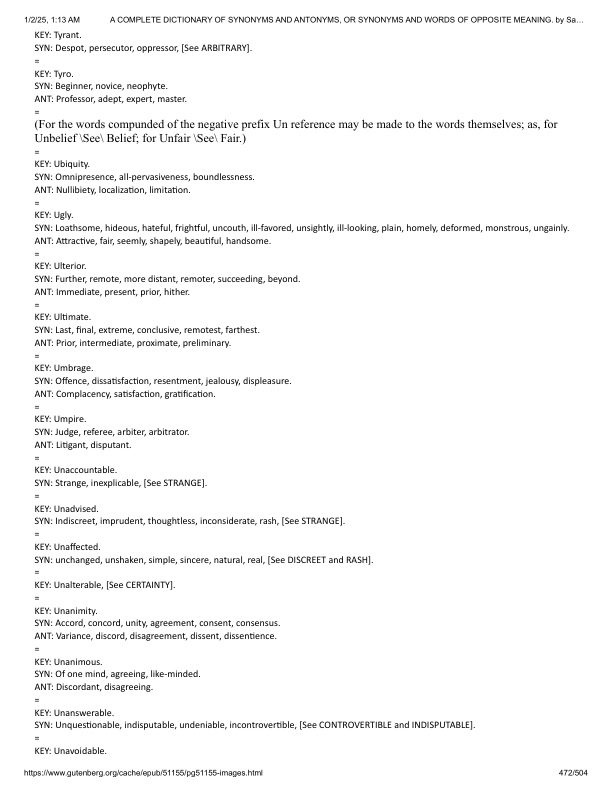 1/2/25, 1:13 AM A COMPLETE DICTIONARY OF SYNONYMS AND ANTONYMS, OR SYNONYMS AND WORDS OF OPPOSITE MEANING. by Sa…
KEY: Tyrant.
SYN: Despot, persecutor, oppressor, [See ARBITRARY].
=
KEY: Tyro.
SYN: Beginner, novice, neophyte.
ANT: Professor, adept, expert, master.
=
(For the words compunded of the negative prefix Un reference may be made to the words themselves; as, for
Unbelief \See\ Belief; for Unfair \See\ Fair.)
=
KEY: Ubiquity.
SYN: Omnipresence, all-pervasiveness, boundlessness.
ANT: Nullibiety, localization, limitation.
=
KEY: Ugly.
SYN: Loathsome, hideous, hateful, frightful, uncouth, ill-favored, unsightly, ill-looking, plain, homely, deformed, monstrous, ungainly.
ANT: Attractive, fair, seemly, shapely, beautiful, handsome.
=
KEY: Ulterior.
SYN: Further, remote, more distant, remoter, succeeding, beyond.
ANT: Immediate, present, prior, hither.
=
KEY: Ultimate.
SYN: Last, final, extreme, conclusive, remotest, farthest.
ANT: Prior, intermediate, proximate, preliminary.
=
KEY: Umbrage.
SYN: Offence, dissatisfaction, resentment, jealousy, displeasure.
ANT: Complacency, satisfaction, gratification.
=
KEY: Umpire.
SYN: Judge, referee, arbiter, arbitrator.
ANT: Litigant, disputant.
=
KEY: Unaccountable.
SYN: Strange, inexplicable, [See STRANGE].
=
KEY: Unadvised.
SYN: Indiscreet, imprudent, thoughtless, inconsiderate, rash, [See STRANGE].
=
KEY: Unaffected.
SYN: unchanged, unshaken, simple, sincere, natural, real, [See DISCREET and RASH].
=
KEY: Unalterable, [See CERTAINTY].
=
KEY: Unanimity.
SYN: Accord, concord, unity, agreement, consent, consensus.
ANT: Variance, discord, disagreement, dissent, dissentience.
=
KEY: Unanimous.
SYN: Of one mind, agreeing, like-minded.
ANT: Discordant, disagreeing.
=
KEY: Unanswerable.
SYN: Unquestionable, indisputable, undeniable, incontrovertible, [See CONTROVERTIBLE and INDISPUTABLE].
=
KEY: Unavoidable.
https://www.gutenberg.org/cache/epub/51155/pg51155-images.html 472/504